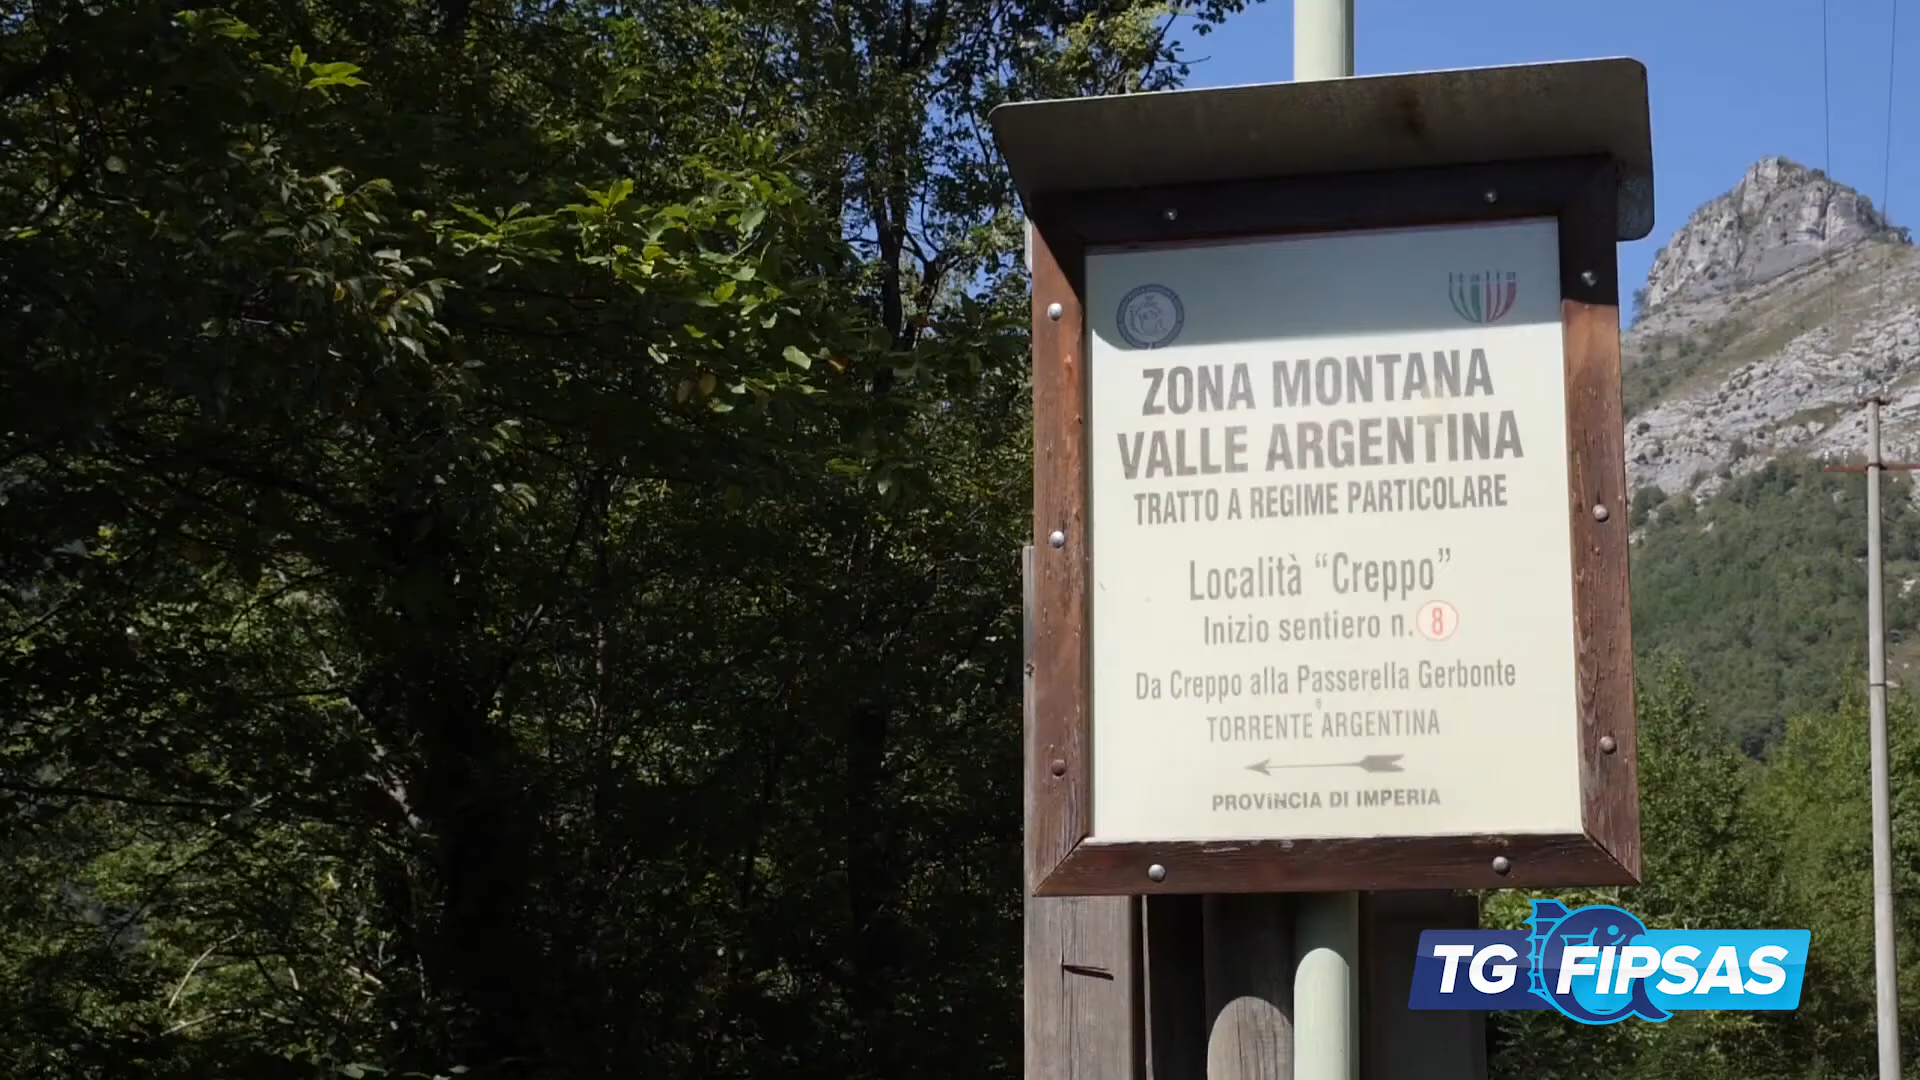 italia
ZONA MONTANA
VALLE ARGENTINA
TRATTO A REGIME PARTICOLARE
Località “Creppo”
Inizio sentiero n. 8
Da Creppo alla Passerella Gerbonte
e
TORRENTE ARGENTINA
PROVINCIA DI IMPERIA
TG FIPSAS